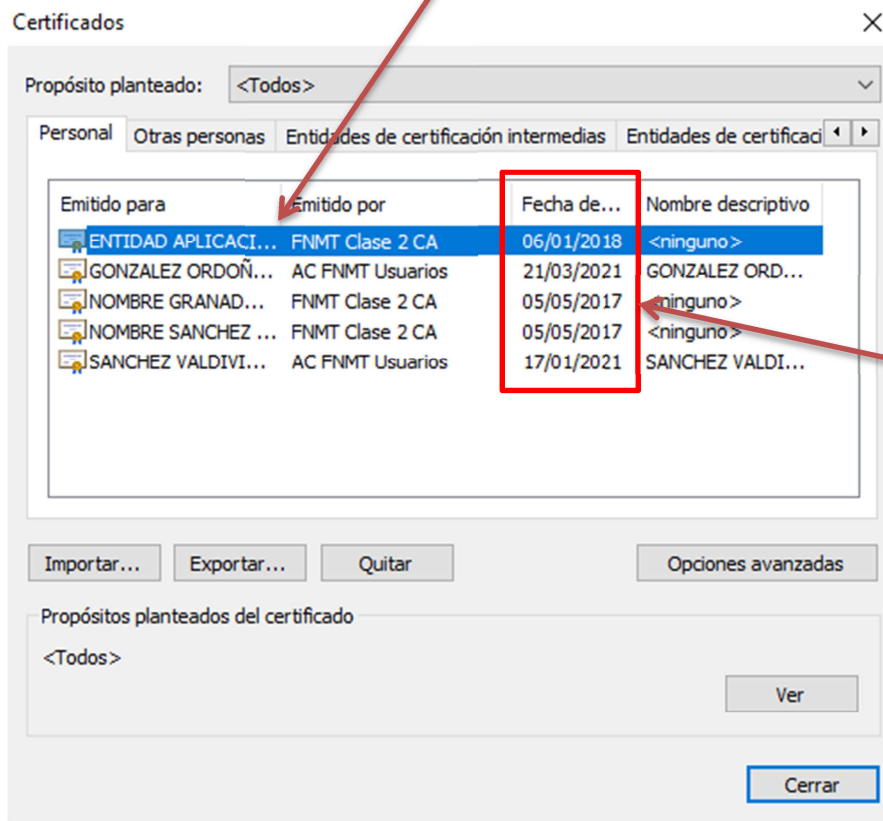 Certificados
Propósito planteado: <Todos>
Personal Otras personas Entidades de certificación intermedias Entidades de certificaci
Emitido para Emitido por Fecha de... Nombre descriptivo
ENTIDAD APLICACI... FNMT Clase 2 CA 06/01/2018 <ninguno>
GONZALEZ ORDOÑ... AC FNMT Usuarios 21/03/2021 GONZALEZ ORD...
NOMBRE GRANAD... FNMT Clase 2 CA 05/05/2017 <ninguno>
NOMBRE SANCHEZ ... FNMT Clase 2 CA 05/05/2017 <ninguno>
SANCHEZ VALDIVI... AC FNMT Usuarios 17/01/2021 SANCHEZ VALDI...
Importar... Exportar... Quitar Opciones avanzadas
Propósitos planteados del certificado
<Todos>
Ver
Cerrar